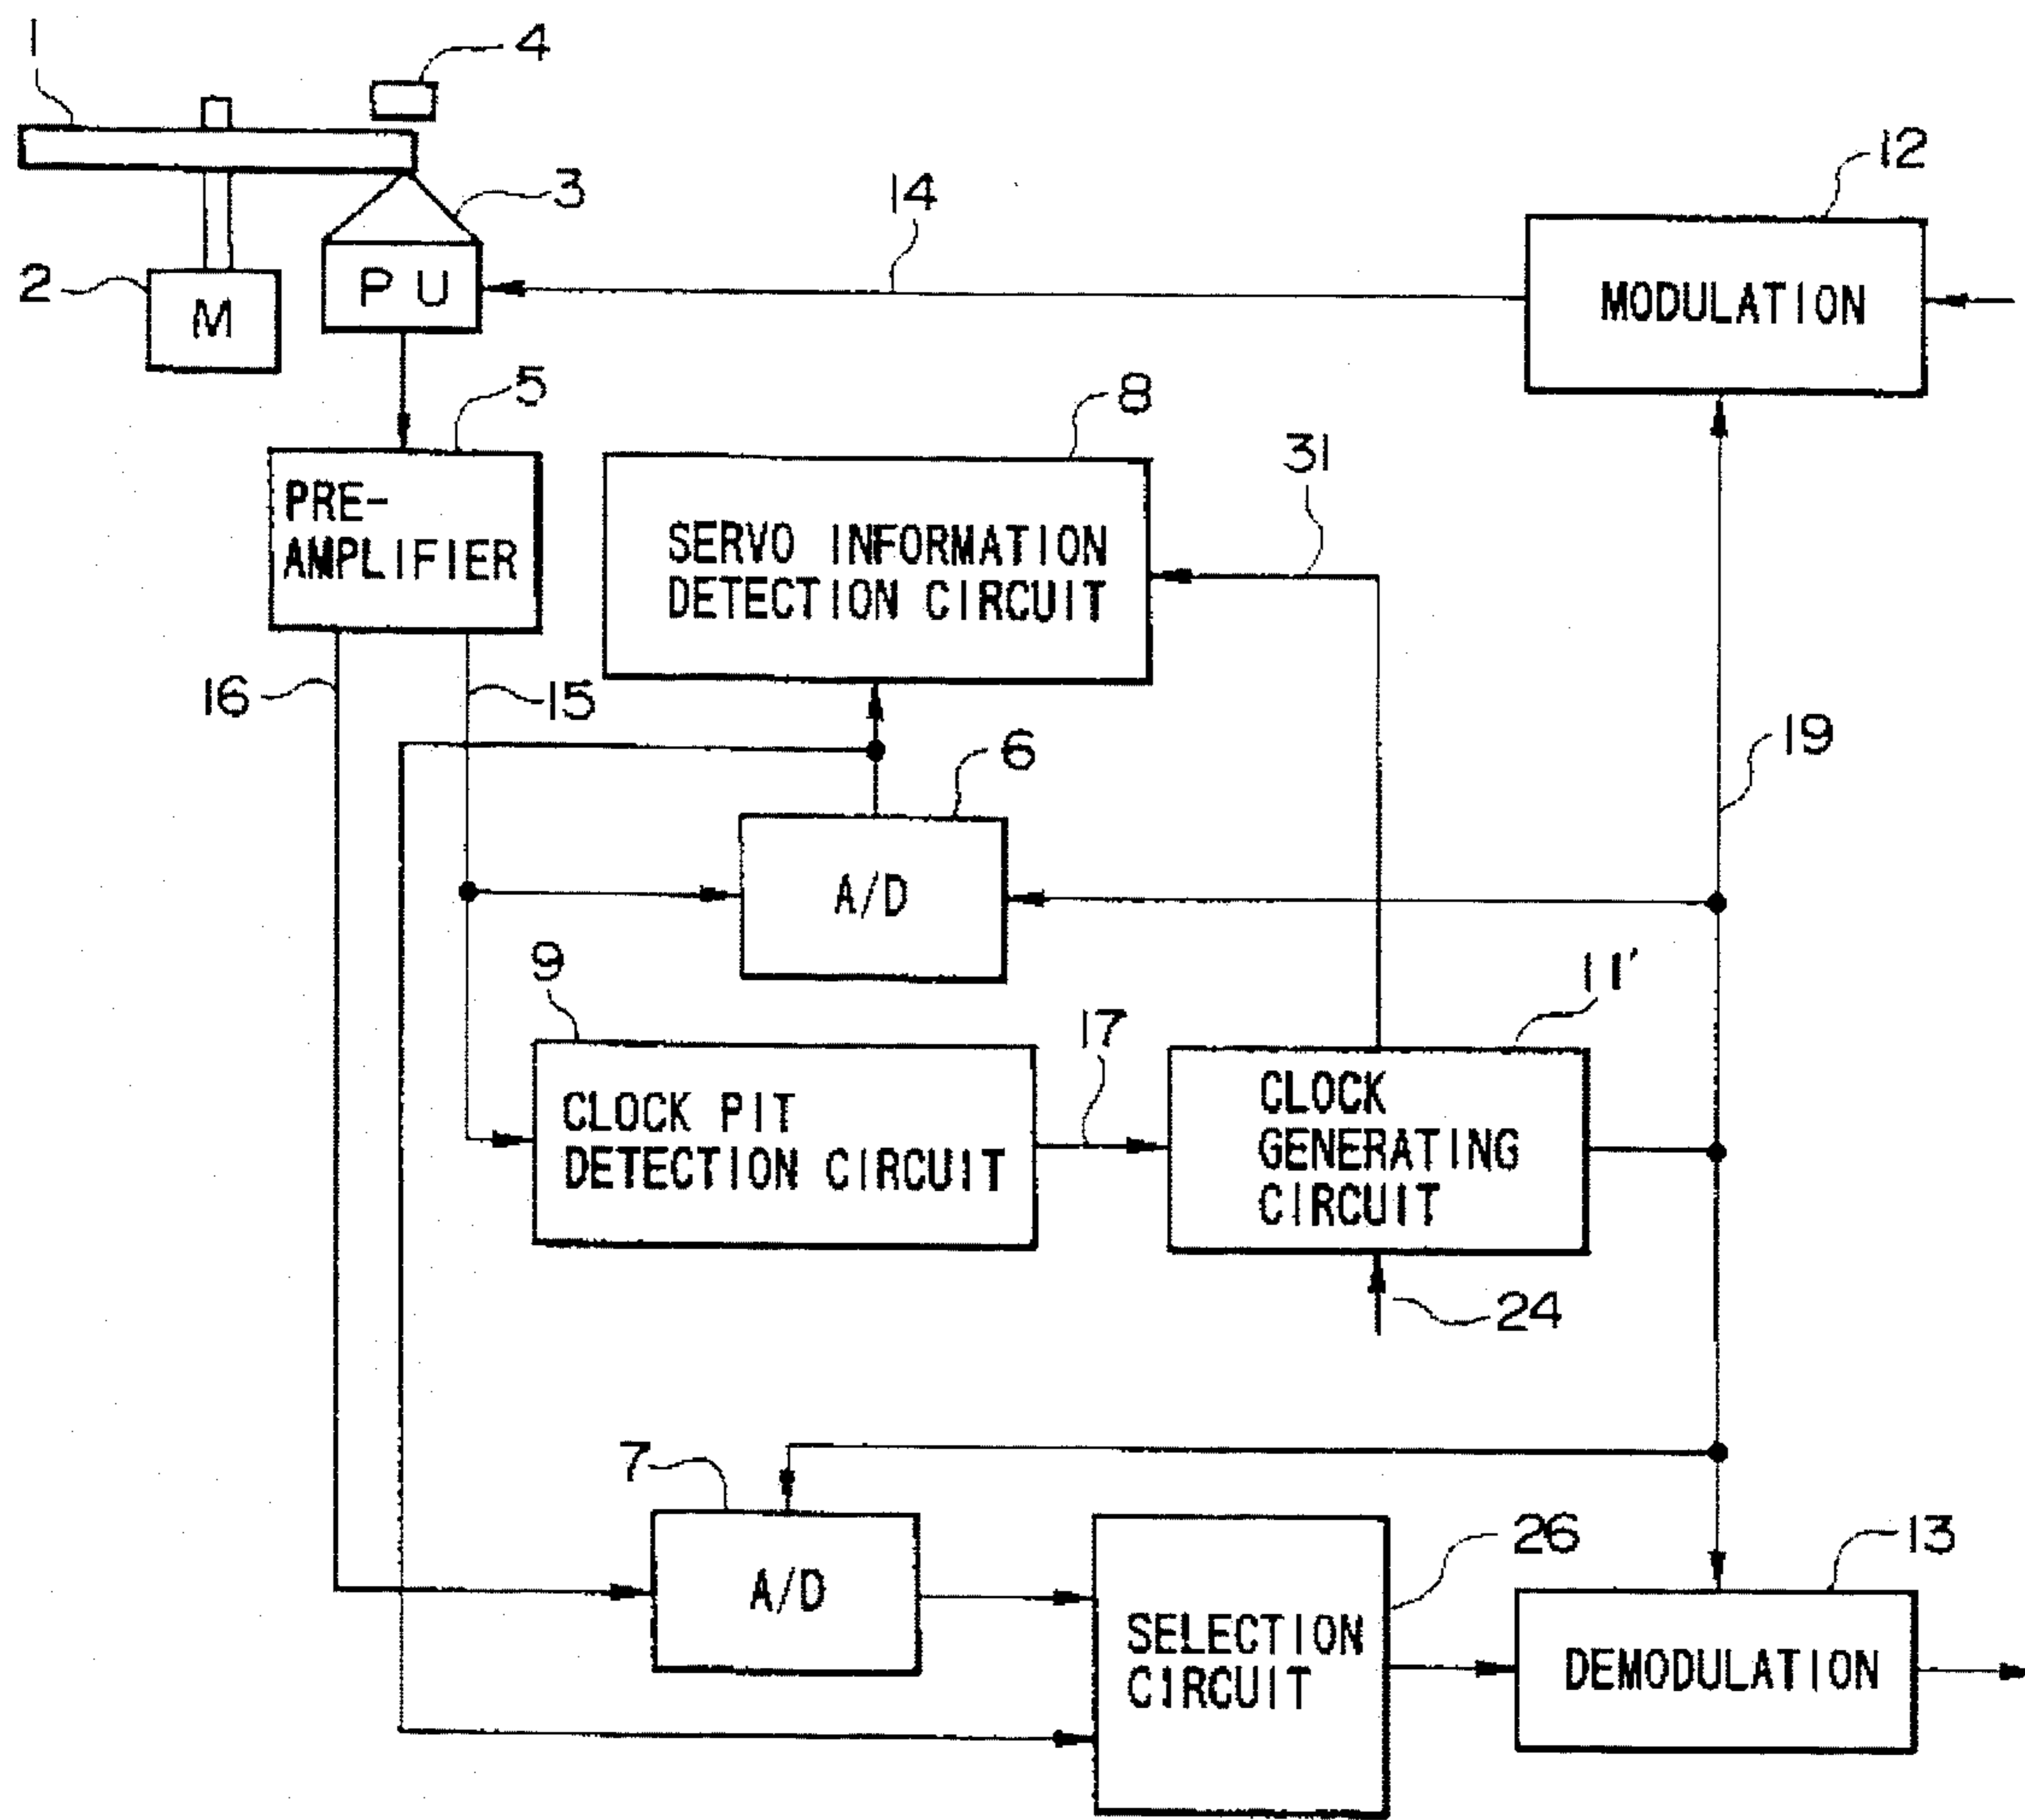 1
4
12
3
14
2
M
PU
MODULATION
5
8
31
PRE-
AMPLIFIER
SERVO INFORMATION
DETECTION CIRCUIT
16
15
6
19
A/D
9
17
11'
CLOCK PIT
DETECTION CIRCUIT
CLOCK
GENERATING
CIRCUIT
24
7
26
13
A/D
SELECTION
CIRCUIT
DEMODULATION